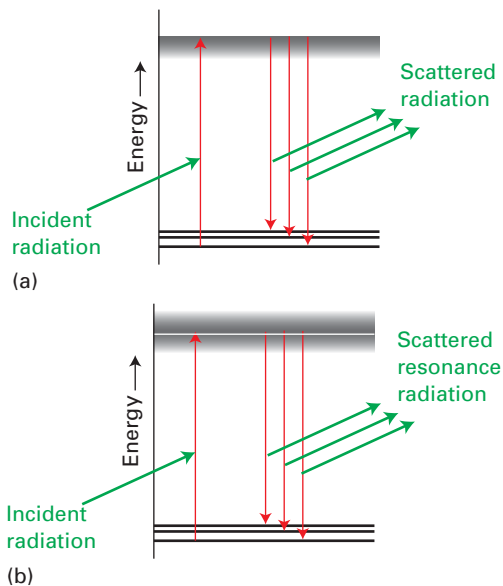 Energy
Scattered
radiation
Incident
radiation
(a)
Energy
Scattered
resonance
radiation
Incident
radiation
(b)